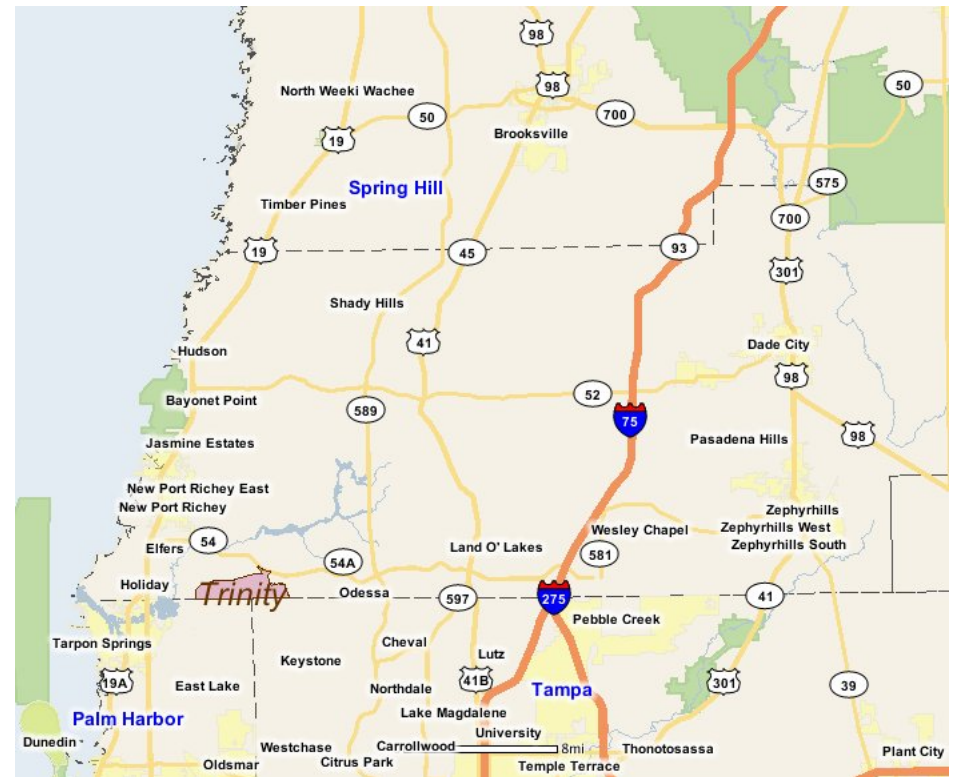 98
North Weeki Wachee
98
50
50
700
19
Brooksville
Spring Hill
575
Timber Pines
700
19
45
93
301
Shady Hills
41
Dade City
Hudson
98
52
Bayonet Point
589
75
98
Jasmine Estates
Pasadena Hills
New Port Richey East
New Port Richey
Zephyrhills
Wesley Chapel
Zephyrhills West
54
Elfers
Land O' Lakes
Zephyrhills South
581
54A
Holiday
Trinity
Odessa
597
275
41
Pebble Creek
Tarpon Springs
Cheval
Lutz
Keystone
19A
East Lake
Northdale
41B
Tampa
301
39
Palm Harbor
Lake Magdalene
University
Dunedin
Westchase
Carrollwood
8mi
Thonotosassa
Plant City
Oldsmar
Citrus Park
Temple Terrace